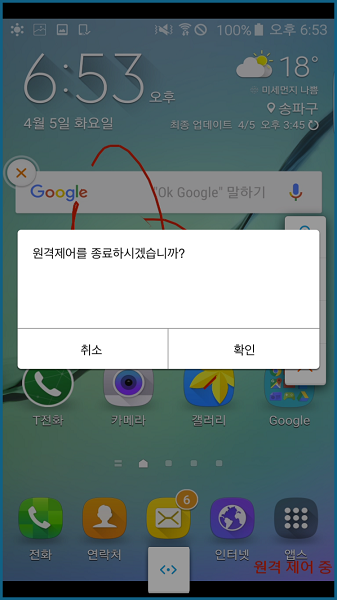 100% 오후 6:53
6:53 오후
18°
미세먼지 나쁨
송파구
4월 5일 화요일
최종 업데이트 4/5 오후 3:45
Google
"Ok Google" 말하기
원격제어를 종료하시겠습니까?
취소
확인
T전화
카메라
갤러리
Google
6
전화
연락처
인터넷
앱스
원격 제어 중